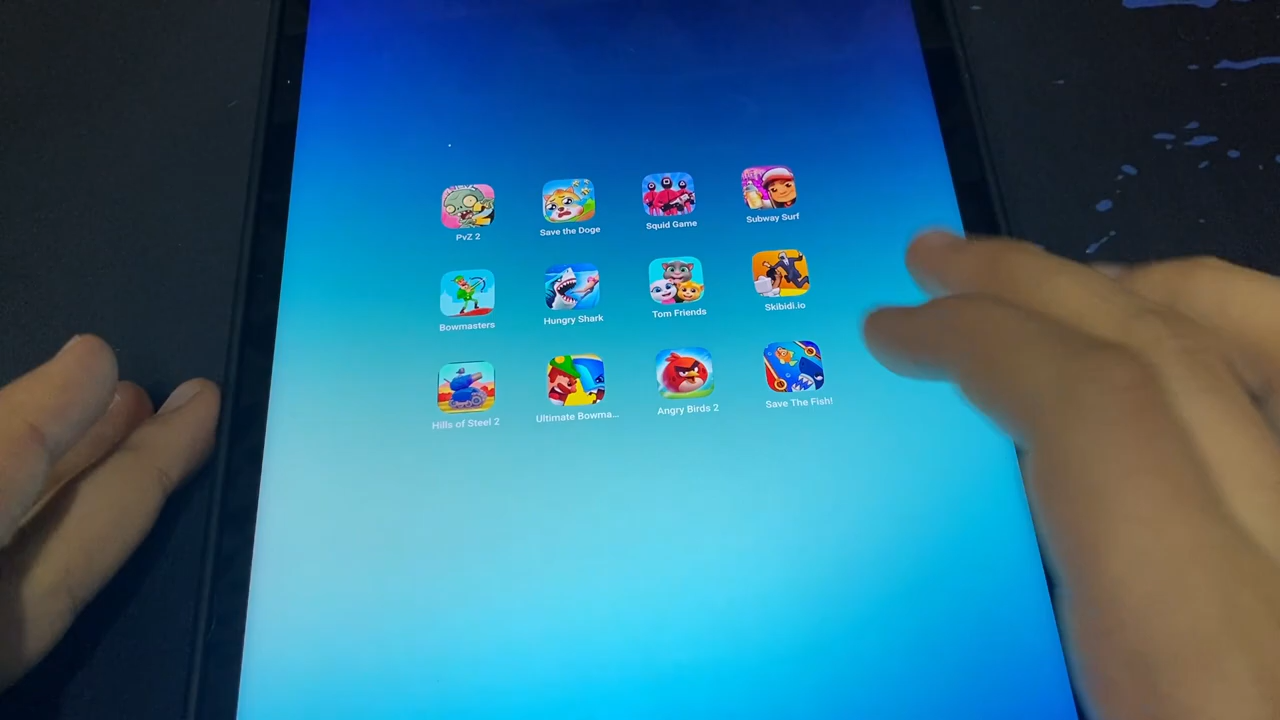 PvZ 2
Save the Doge
Squid Game
Subway Surf
Bowmasters
Hungry Shark
Tom Friends
Skibidi.io
Hills of Steel 2
Ultimate Bowma...
Angry Birds 2
Save The Fish!